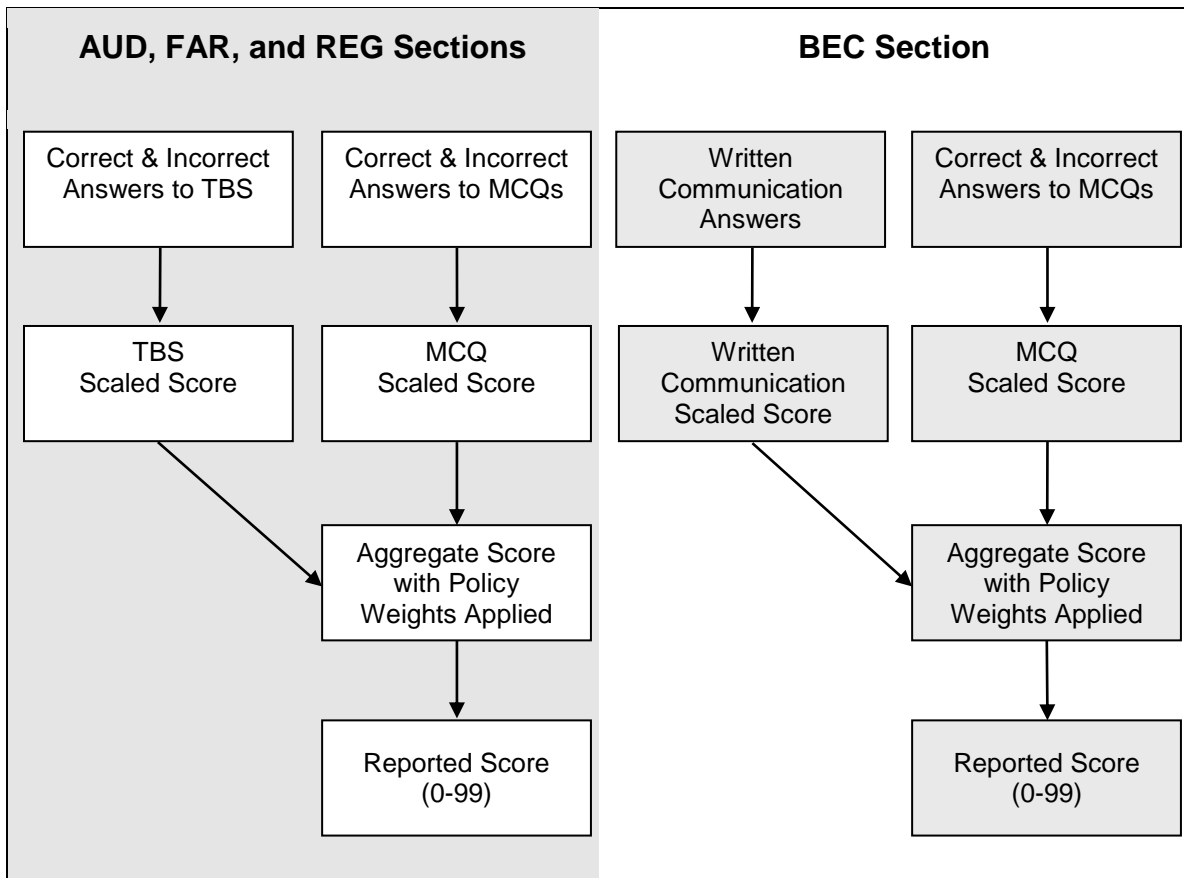 AUD, FAR, and REG Sections
BEC Section
Correct & Incorrect
Answers to TBS
Correct & Incorrect
Answers to MCQs
Written
Communication
Answers
Correct & Incorrect
Answers to MCQs
TBS
Scaled Score
MCQ
Scaled Score
Written
Communication
Scaled Score
MCQ
Scaled Score
Aggregate Score
with Policy
Weights Applied
Aggregate Score
with Policy
Weights Applied
Reported Score
(0-99)
Reported Score
(0-99)